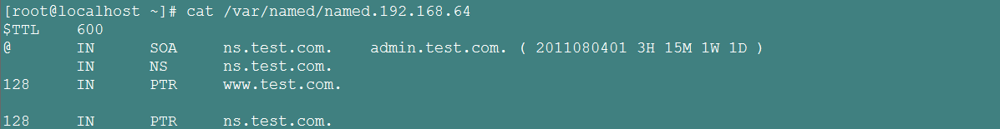 [root@localhost ~]# cat /var/named/named.192.168.64
$TTL    600
@       IN      SOA     ns.test.com.    admin.test.com. ( 2011080401 3H 15M 1W 1D )
        IN      NS      ns.test.com.
128     IN      PTR     www.test.com.
128     IN      PTR     ns.test.com.